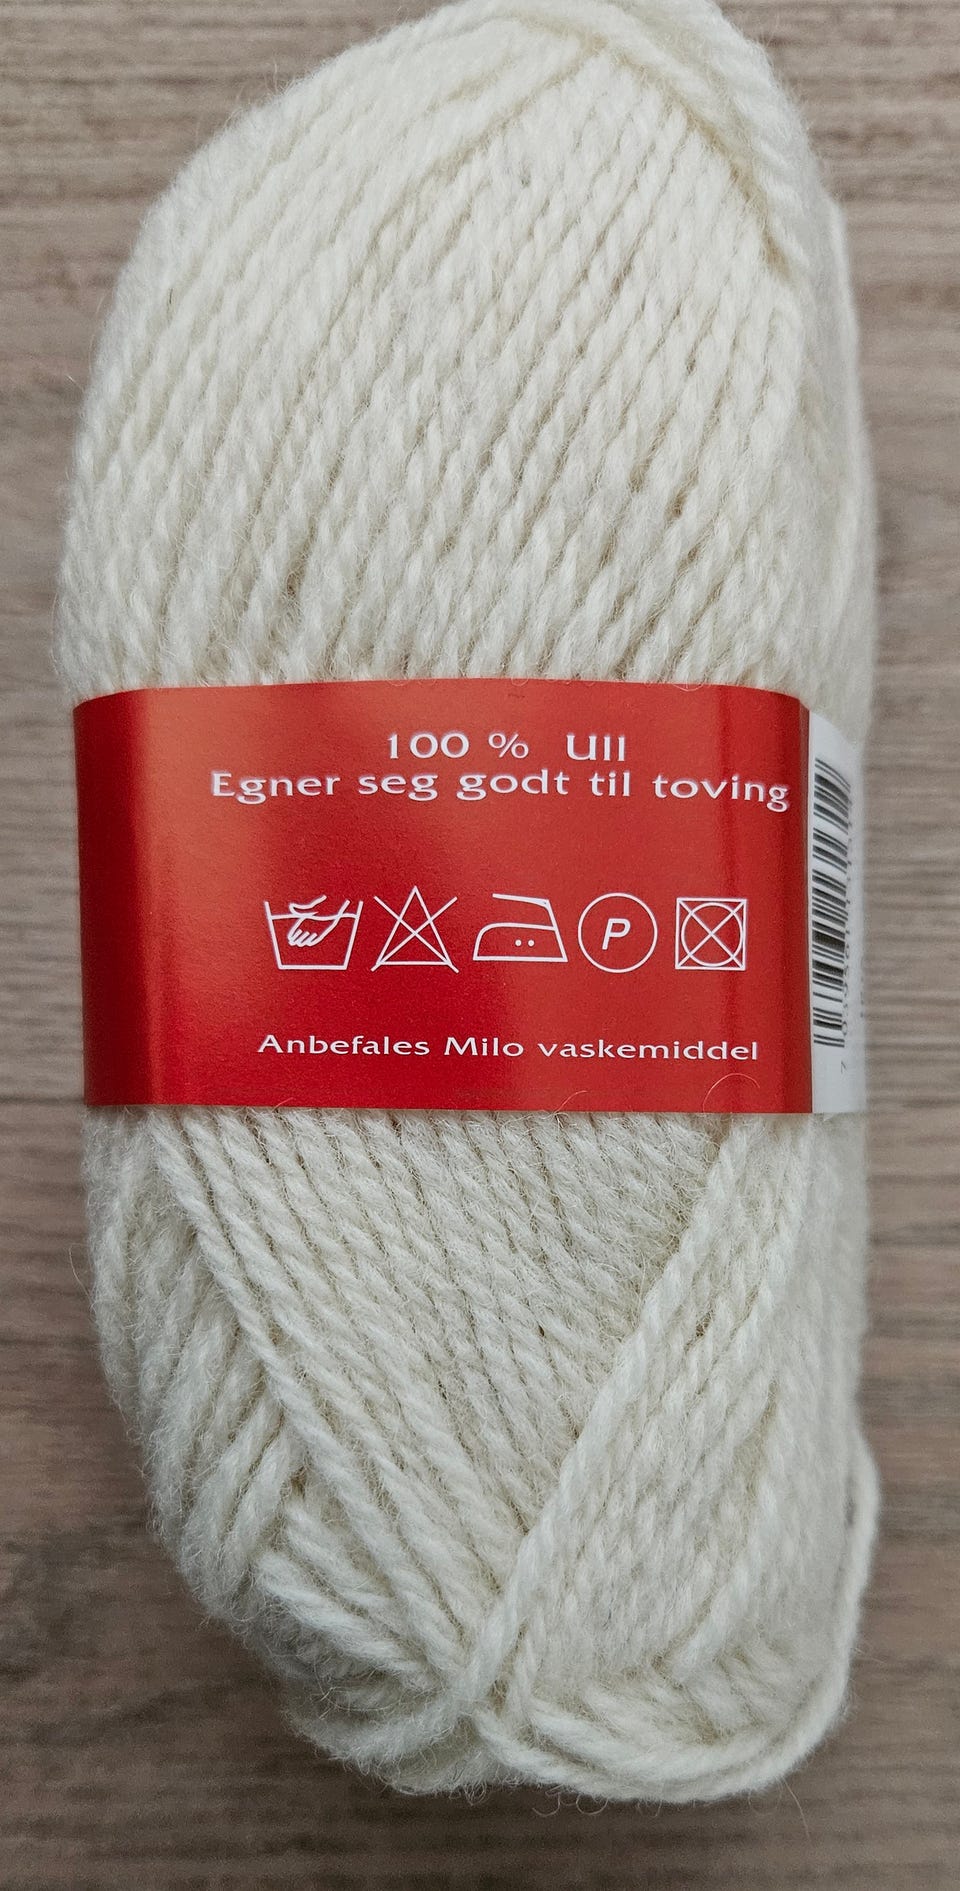 100 % Ull
Egner seg godt til toving
P
Anbefales Milo vaskemiddel